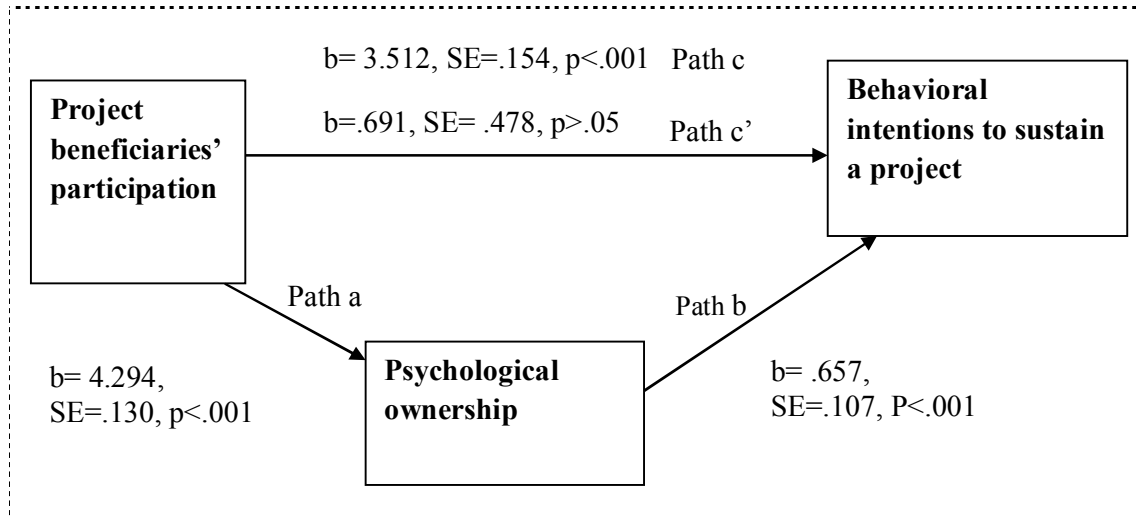 b= 3.512, SE=.154, p<.001 Path c
Project
beneficiaries’
participation
b=.691, SE= .478, p>.05 Path c’
Behavioral
intentions to sustain
a project
Path a
Path b
b= 4.294,
SE=.130, p<.001
Psychological
ownership
b= .657,
SE=.107, P<.001